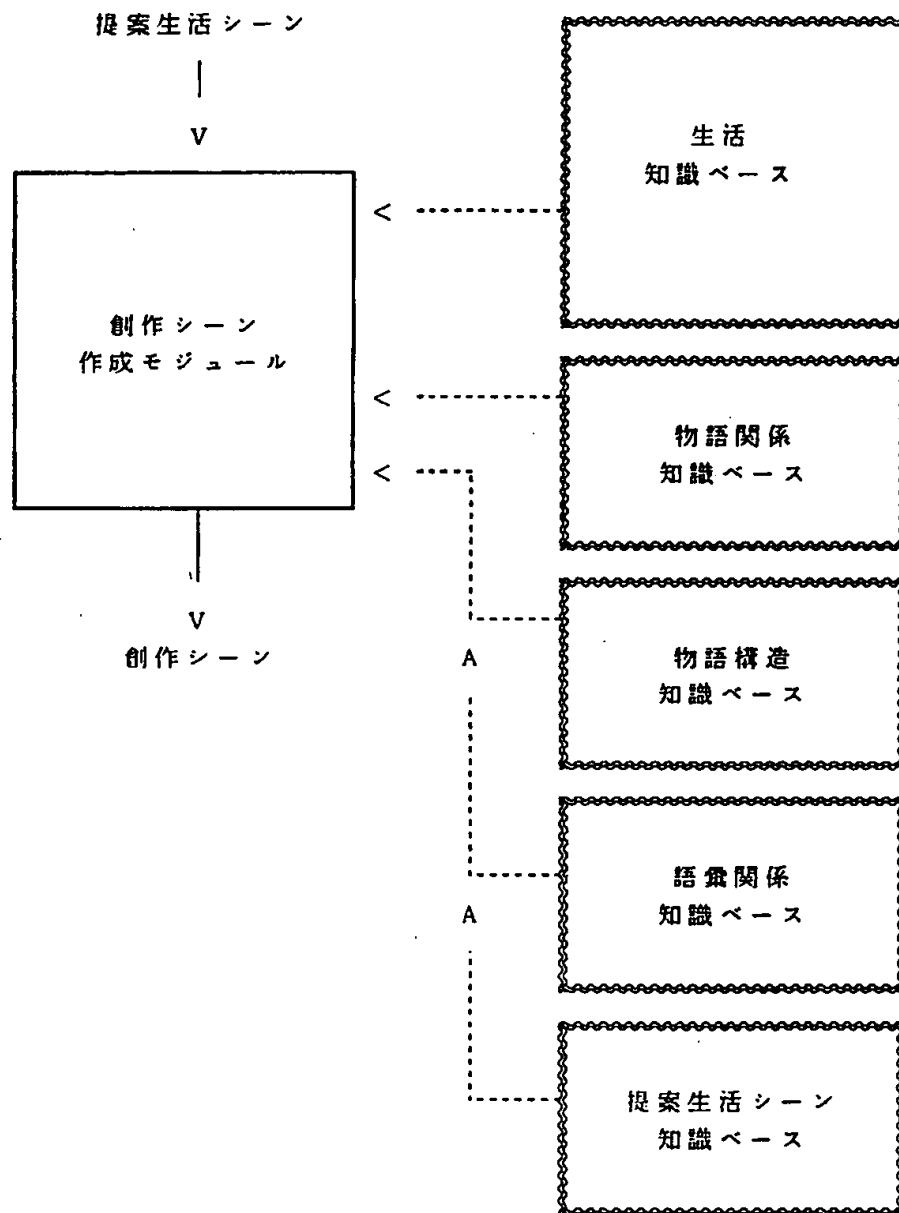 提案生活シーン
V
創作シーン
作成モジュール
V
創作シーン
<
<
<
A
A
生活
知識ベース
物語関係
知識ベース
物語構造
知識ベース
語彙関係
知識ベース
提案生活シーン
知識ベース